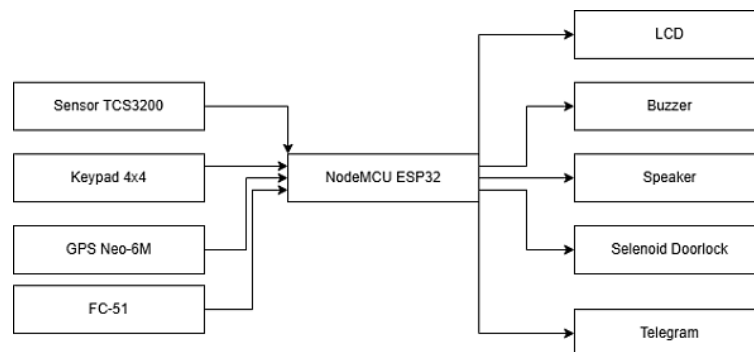 LCD
Sensor TCS3200
Buzzer
Keypad 4x4
NodeMCU ESP32
Speaker
GPS Neo-6M
Selenoid Doorlock
FC-51
Telegram